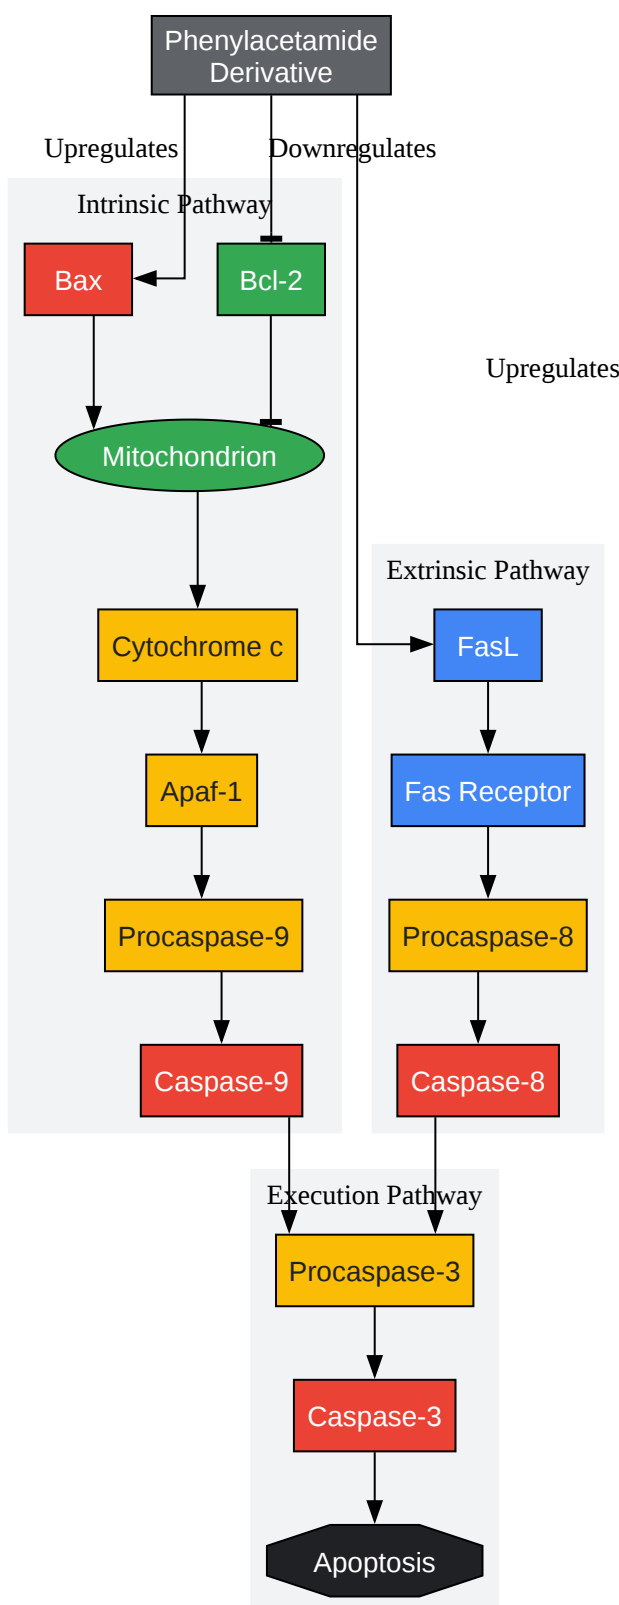 Phenylacetamide
Derivative
Upregulates
Downregulates
Intrinsic Pathway
Bax
Bcl-2
Upregulates
Mitochondrion
Extrinsic Pathway
Cytochrome c
FasL
Apaf-1
Fas Receptor
Procaspase-9
Procaspase-8
Caspase-9
Caspase-8
Execution Pathway
Procaspase-3
Caspase-3
Apoptosis